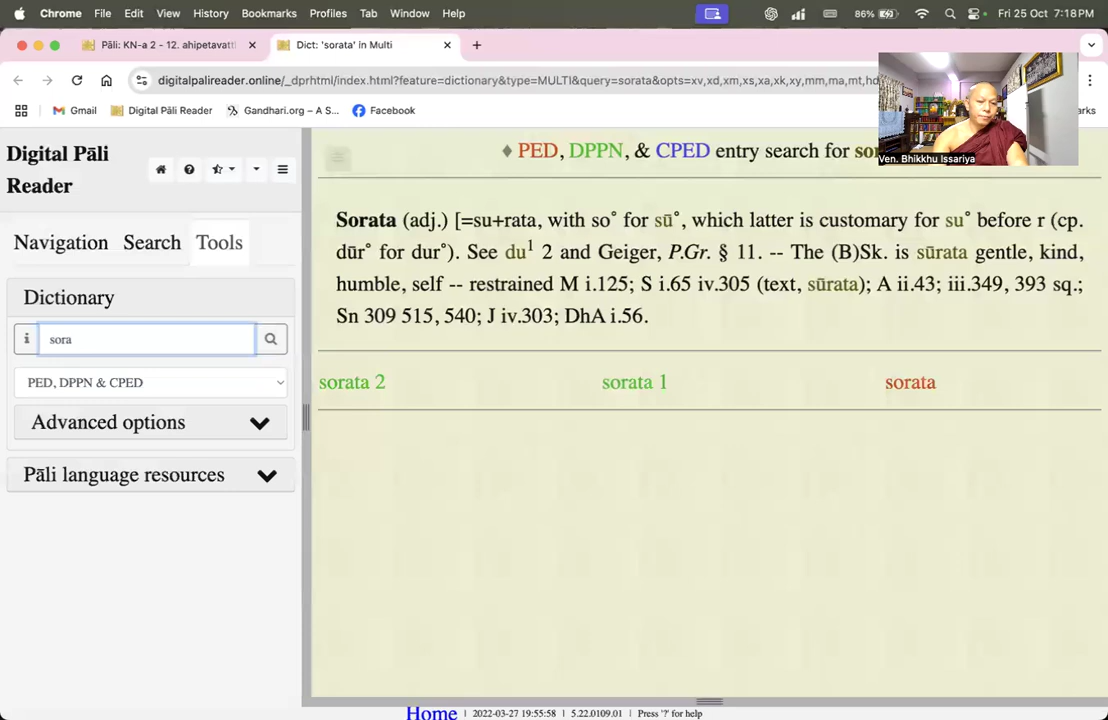 Chrome File Edit View History Bookmarks Profiles Tab Window Help 86% Fri 25 Oct 7:18 PM
Pāli: KN-a 2 - 12. ahipetavatt Dict: 'sorata' in Multi
digitalpalireader.online/_dprhtml/index.html?feature=dictionary&type=MULTI&query=sorata&opts=xv,xd,xm,xs,xa,xk,xy,mm,ma,mt,hd
Gmail Digital Pāli Reader Gandhari.org – A S... Facebook
Ven. Bhikkhu Issariya
Digital Pāli
Reader
♦ PED, DPPN, & CPED entry search for sor
Navigation Search Tools
Dictionary
sora
PED, DPPN & CPED
Advanced options
Pāli language resources
Sorata (adj.) [=su+rata, with so˚ for sū˚, which latter is customary for su˚ before r (cp.
dūr˚ for dur˚). See du1 2 and Geiger, P.Gr. § 11. -- The (B)Sk. is sūrata gentle, kind,
humble, self -- restrained M i.125; S i.65 iv.305 (text, sūrata); A ii.43; iii.349, 393 sq.;
Sn 309 515, 540; J iv.303; DhA i.56.
sorata 2 sorata 1 sorata
Home | 2022-03-27 19:55:58 | 5.22.0109.01 | Press '?' for help